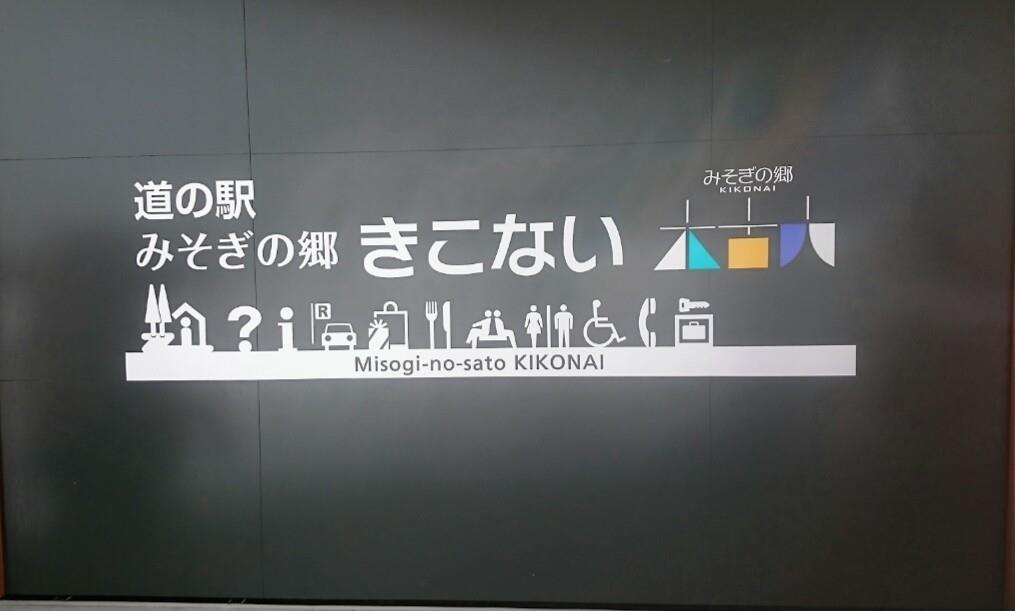 道の駅
みそぎの郷 きこない
みそぎの郷
KIKONAI
? i R
Misogi-no-sato KIKONAI